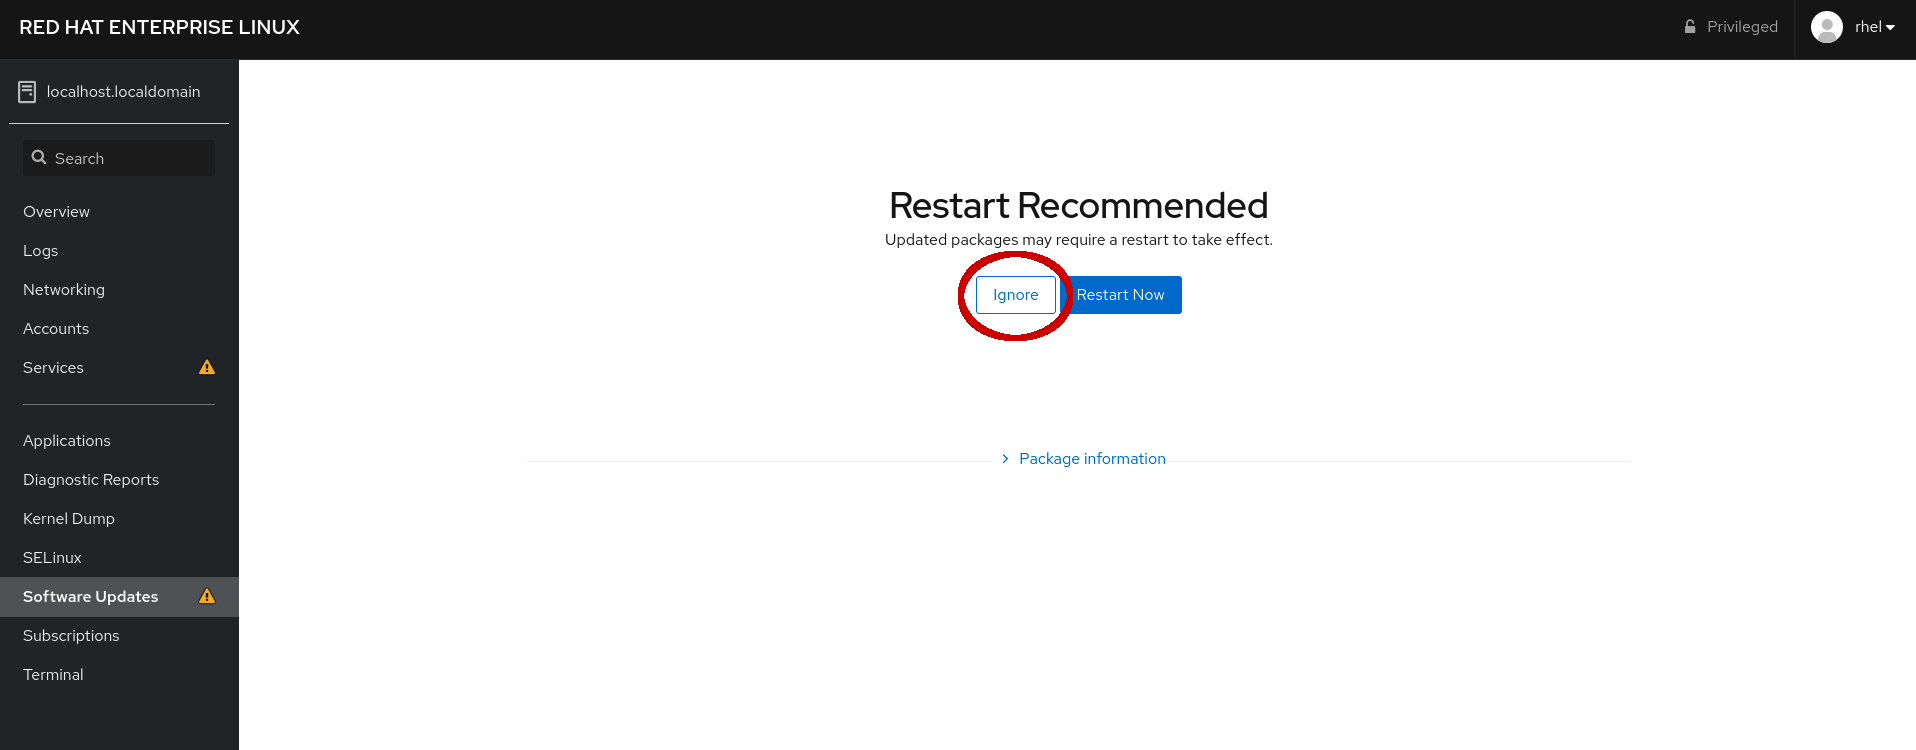 RED HAT ENTERPRISE LINUX
Privileged
rhel
localhost.localdomain
Search
Overview
Logs
Networking
Accounts
Services
Applications
Diagnostic Reports
Kernel Dump
SELinux
Software Updates
Subscriptions
Terminal
Restart Recommended
Updated packages may require a restart to take effect.
Ignore
Restart Now
Package information